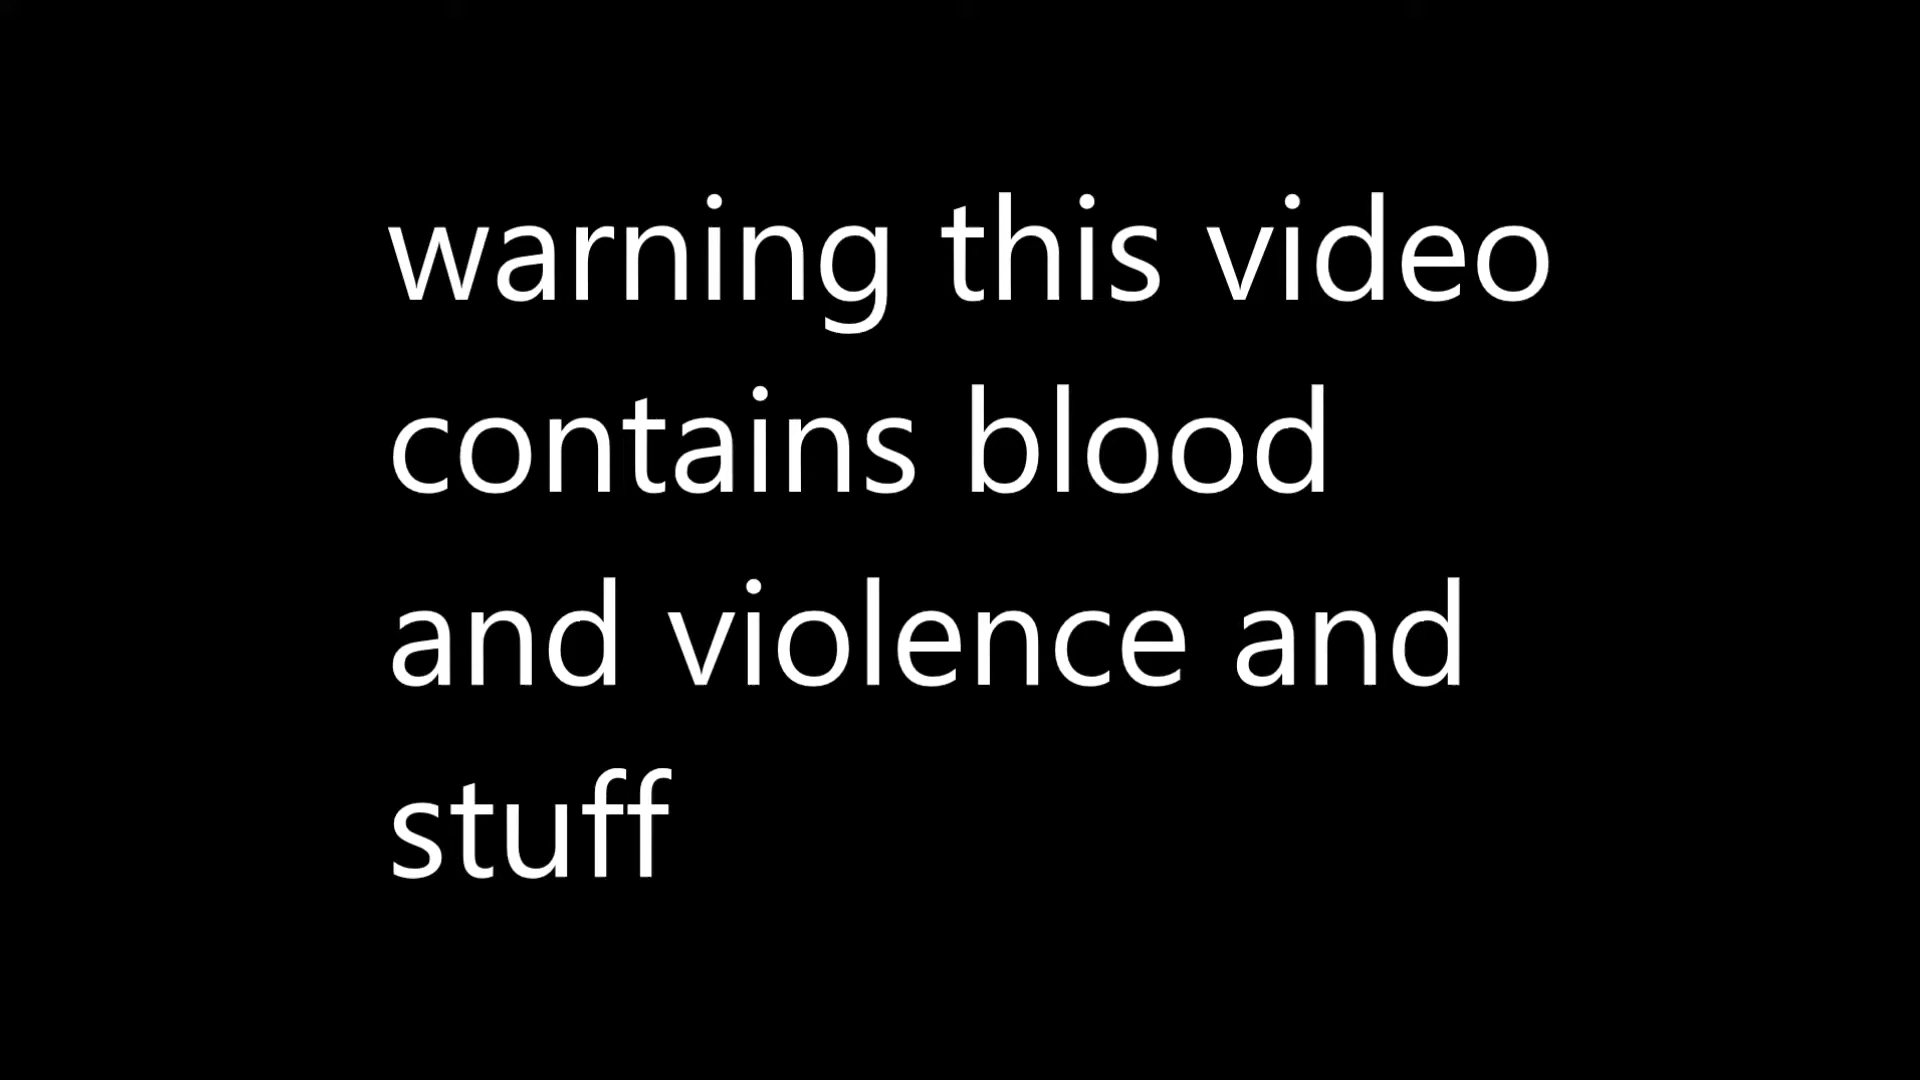 warning this video
contains blood
and violence and
stuff